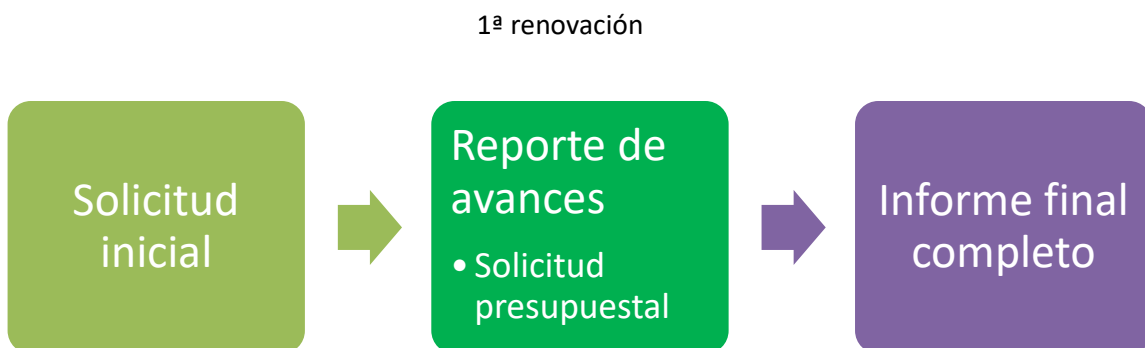 1ª renovación
Solicitud
inicial
Reporte de
avances
• Solicitud
presupuestal
Informe final
completo